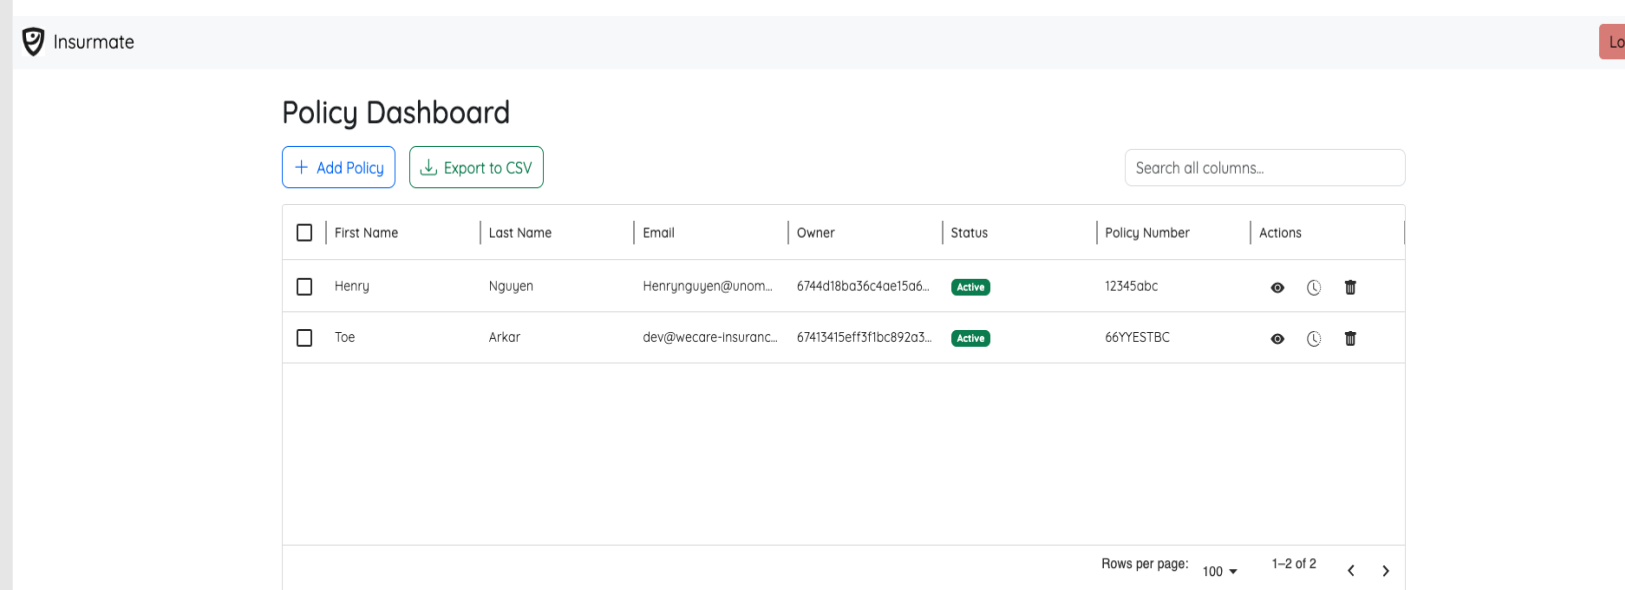 Insurmate
Lo
Policy Dashboard
+ Add Policy Export to CSV Search all columns...
First Name Last Name Email Owner Status Policy Number Actions
Henry Nguyen Henrynguyen@unom... 6744d18ba36c4ae15a6... Active 12345abc
Toe Arkar dev@wecare-insuranc... 67413415eff3f1bc892a3... Active 66YYESTBC
Rows per page: 100 1–2 of 2